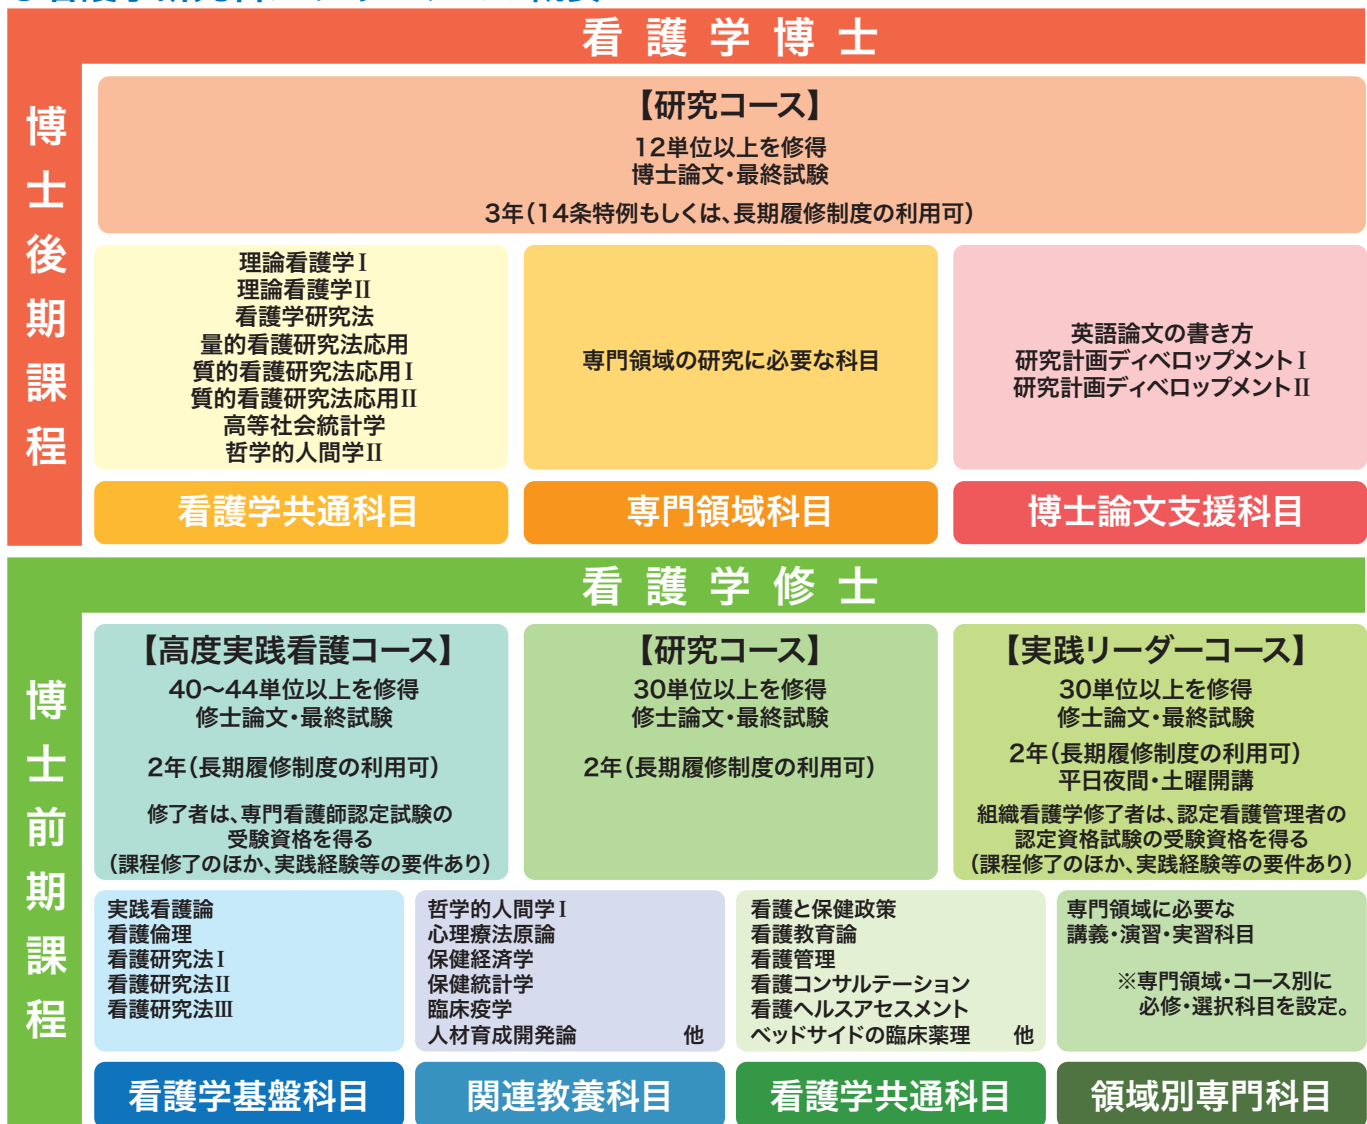 看護学博士
博士後期課程
【研究コース】
12単位以上を修得
博士論文・最終試験
3年(14条特例もしくは、長期履修制度の利用可)
理論看護学Ⅰ
理論看護学Ⅱ
看護学研究法
量的看護研究法応用
質的看護研究法応用Ⅰ
質的看護研究法応用Ⅱ
高等社会統計学
哲学的人間学Ⅱ
看護学共通科目
専門領域の研究に必要な科目
専門領域科目
英語論文の書き方
研究計画ディベロップメントⅠ
研究計画ディベロップメントⅡ
博士論文支援科目
看護学修士
博士前期課程
【高度実践看護コース】
40〜44単位以上を修得
修士論文・最終試験
2年(長期履修制度の利用可)
修了者は、専門看護師認定試験の
受験資格を得る
(課程修了のほか、実践経験等の要件あり)
【研究コース】
30単位以上を修得
修士論文・最終試験
2年(長期履修制度の利用可)
【実践リーダーコース】
30単位以上を修得
修士論文・最終試験
2年(長期履修制度の利用可)
平日夜間・土曜開講
組織看護学修了者は、認定看護管理者の
認定資格試験の受験資格を得る
(課程修了のほか、実践経験等の要件あり)
実践看護論
看護倫理
看護研究法Ⅰ
看護研究法Ⅱ
看護研究法Ⅲ
看護学基盤科目
哲学的人間学Ⅰ
心理療法原論
保健経済学
保健統計学
臨床疫学
人材育成開発論 他
関連教養科目
看護と保健政策
看護教育論
看護管理
看護コンサルテーション
看護ヘルスアセスメント
ベッドサイドの臨床薬理 他
看護学共通科目
専門領域に必要な
講義・演習・実習科目
※専門領域・コース別に
必修・選択科目を設定。
領域別専門科目